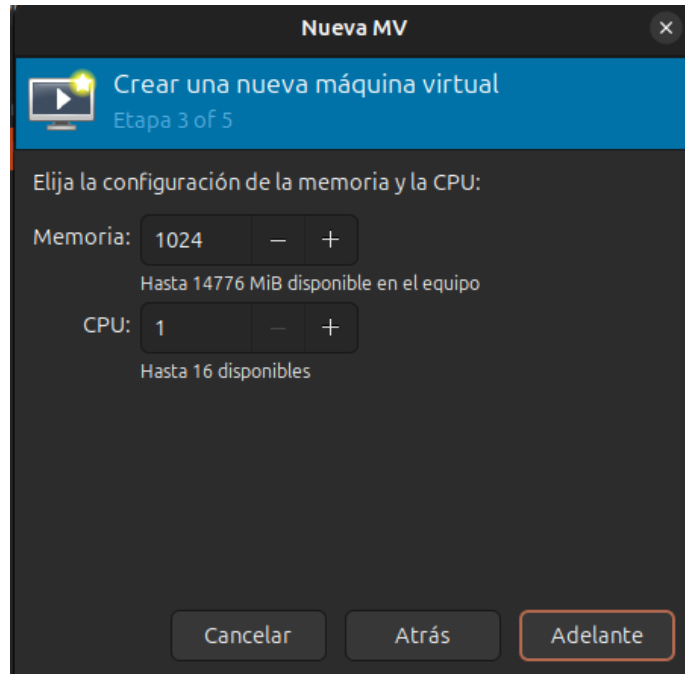 Nueva MV
Crear una nueva máquina virtual
Etapa 3 of 5
Elija la configuración de la memoria y la CPU:
Memoria: 1024 − +
Hasta 14776 MiB disponible en el equipo
CPU: 1 − +
Hasta 16 disponibles
Cancelar Atrás Adelante